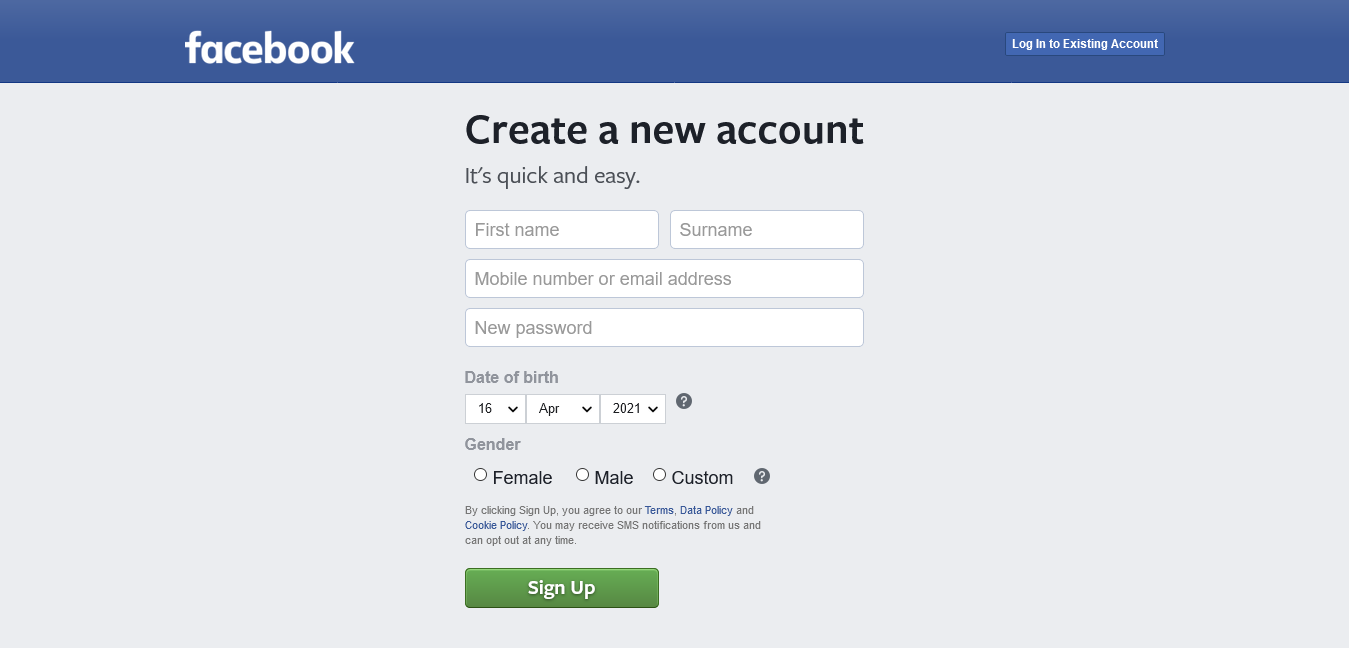 facebook
Log In to Existing Account
Create a new account
It's quick and easy.
First name Surname
Mobile number or email address
New password
Date of birth
16 Apr 2021 ?
Gender
Female Male Custom ?
By clicking Sign Up, you agree to our Terms, Data Policy and
Cookie Policy. You may receive SMS notifications from us and
can opt out at any time.
Sign Up